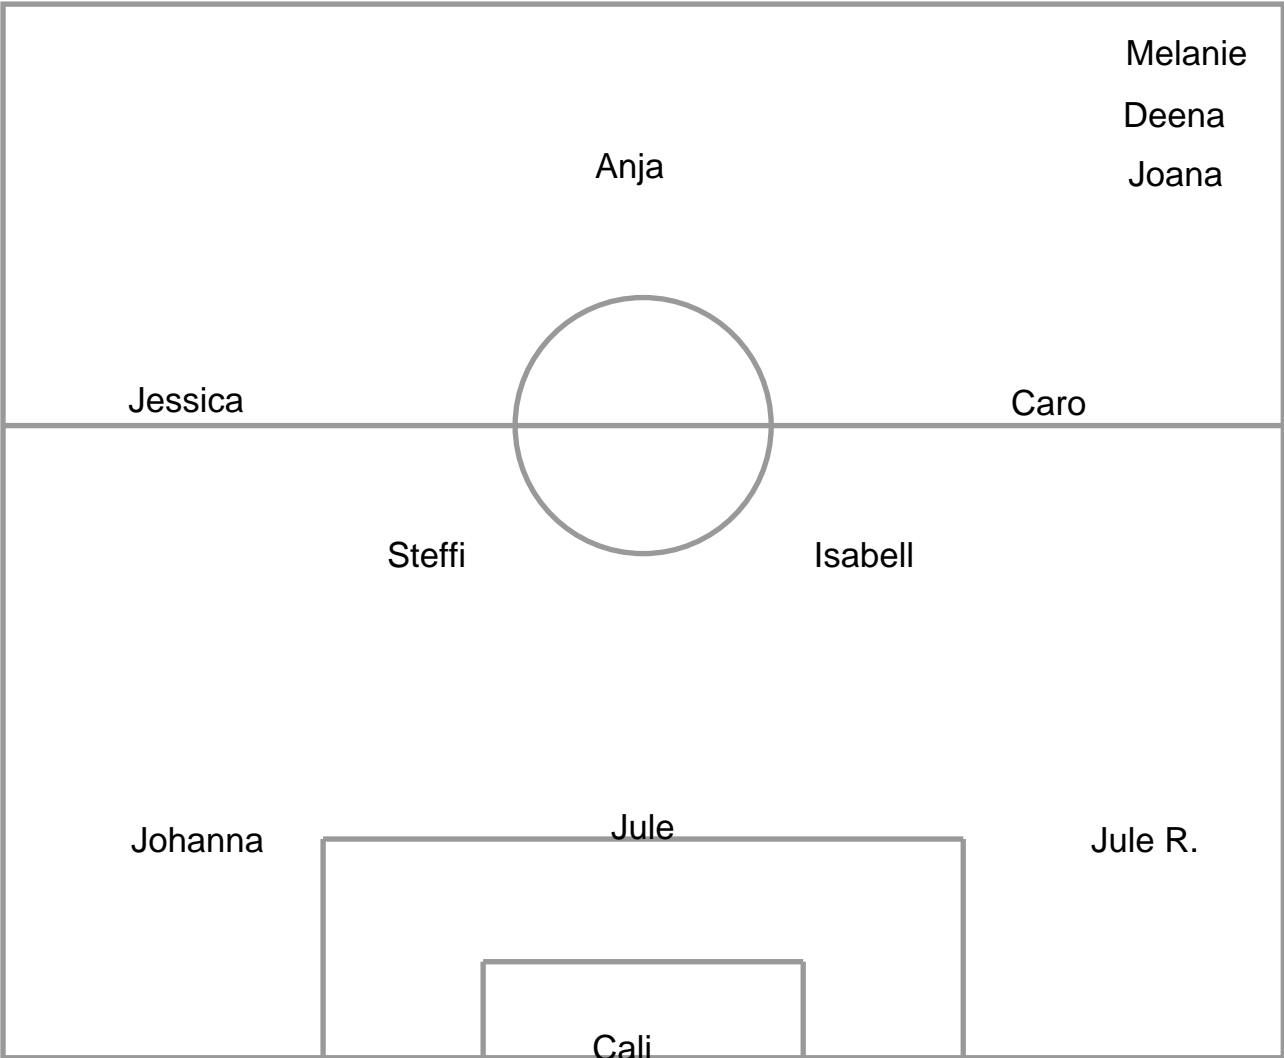 Melanie
Deena
Anja
Joana
Jessica
Caro
Steffi
Isabell
Jule
Johanna
Jule R.
Cali